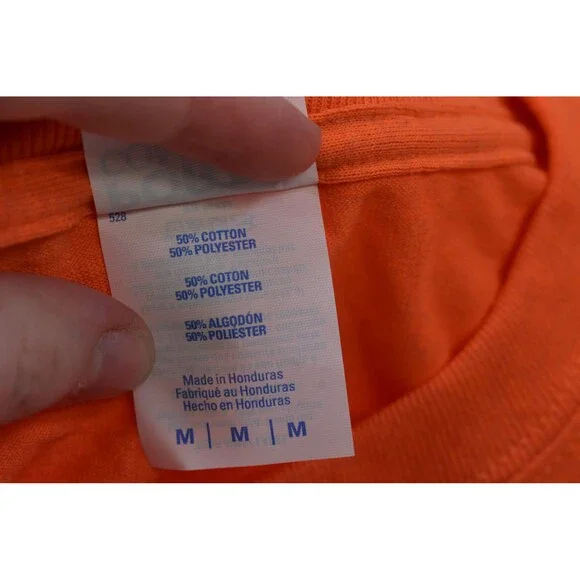 528
50% COTTON
50% POLYESTER
50% COTON
50% POLYESTER
50% ALGODÓN
50% POLIÉSTER
Made in Honduras
Fabriqué au Honduras
Hecho en Honduras
M | M | M